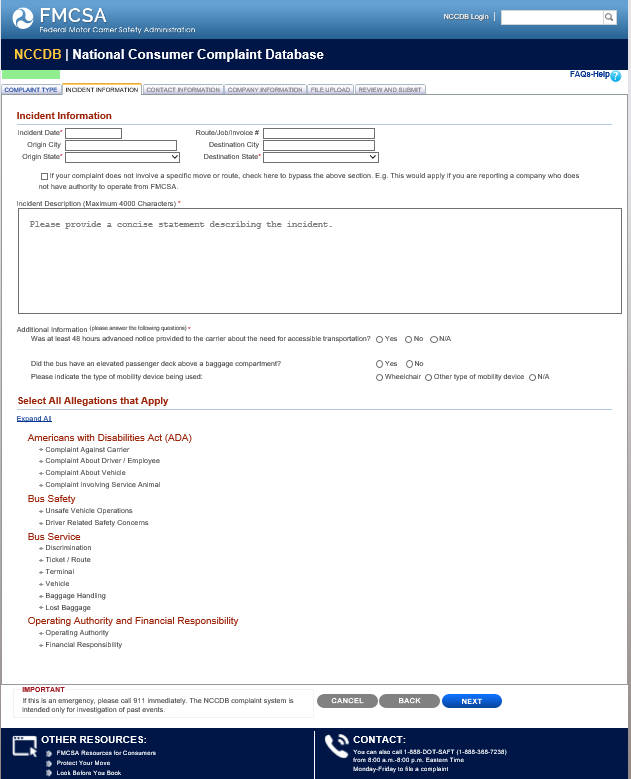 FMCSA
Federal Motor Carrier Safety Administration
NCCDB Login |
NCCDB | National Consumer Complaint Database
FAQs-Help ?
COMPLAINT TYPE INCIDENT INFORMATION CONTACT INFORMATION COMPANY INFORMATION FILE UPLOAD REVIEW AND SUBMIT
Incident Information
Incident Date* Route/Job/Invoice #
Origin City Destination City
Origin State* Destination State*
If your complaint does not involve a specific move or route, check here to bypass the above section. E.g. This would apply if you are reporting a company who does
not have authority to operate from FMCSA.
Incident Description (Maximum 4000 Characters) *
Please provide a concise statement describing the incident.
Additional Information (please answer the following questions) *
Was at least 48 hours advanced notice provided to the carrier about the need for accessible transportation? Yes No N/A
Did the bus have an elevated passenger deck above a baggage compartment? Yes No
Please indicate the type of mobility device being used: Wheelchair Other type of mobility device N/A
Select All Allegations that Apply
Expand All
Americans with Disabilities Act (ADA)
Complaint Against Carrier
Complaint About Driver / Employee
Complaint About Vehicle
Complaint Involving Service Animal
Bus Safety
Unsafe Vehicle Operations
Driver Related Safety Concerns
Bus Service
Discrimination
Ticket / Route
Terminal
Vehicle
Baggage Handling
Lost Baggage
Operating Authority and Financial Responsibility
Operating Authority
Financial Responsibility
IMPORTANT
If this is an emergency, please call 911 immediately. The NCCDB complaint system is
intended only for investigation of past events.
CANCEL BACK NEXT
OTHER RESOURCES:
FMCSA Resources for Consumers
Protect Your Move
Look Before You Book
CONTACT:
You can also call 1-888-DOT-SAFT (1-888-368-7238)
from 8:00 a.m.-8:00 p.m. Eastern Time
Monday-Friday to file a complaint